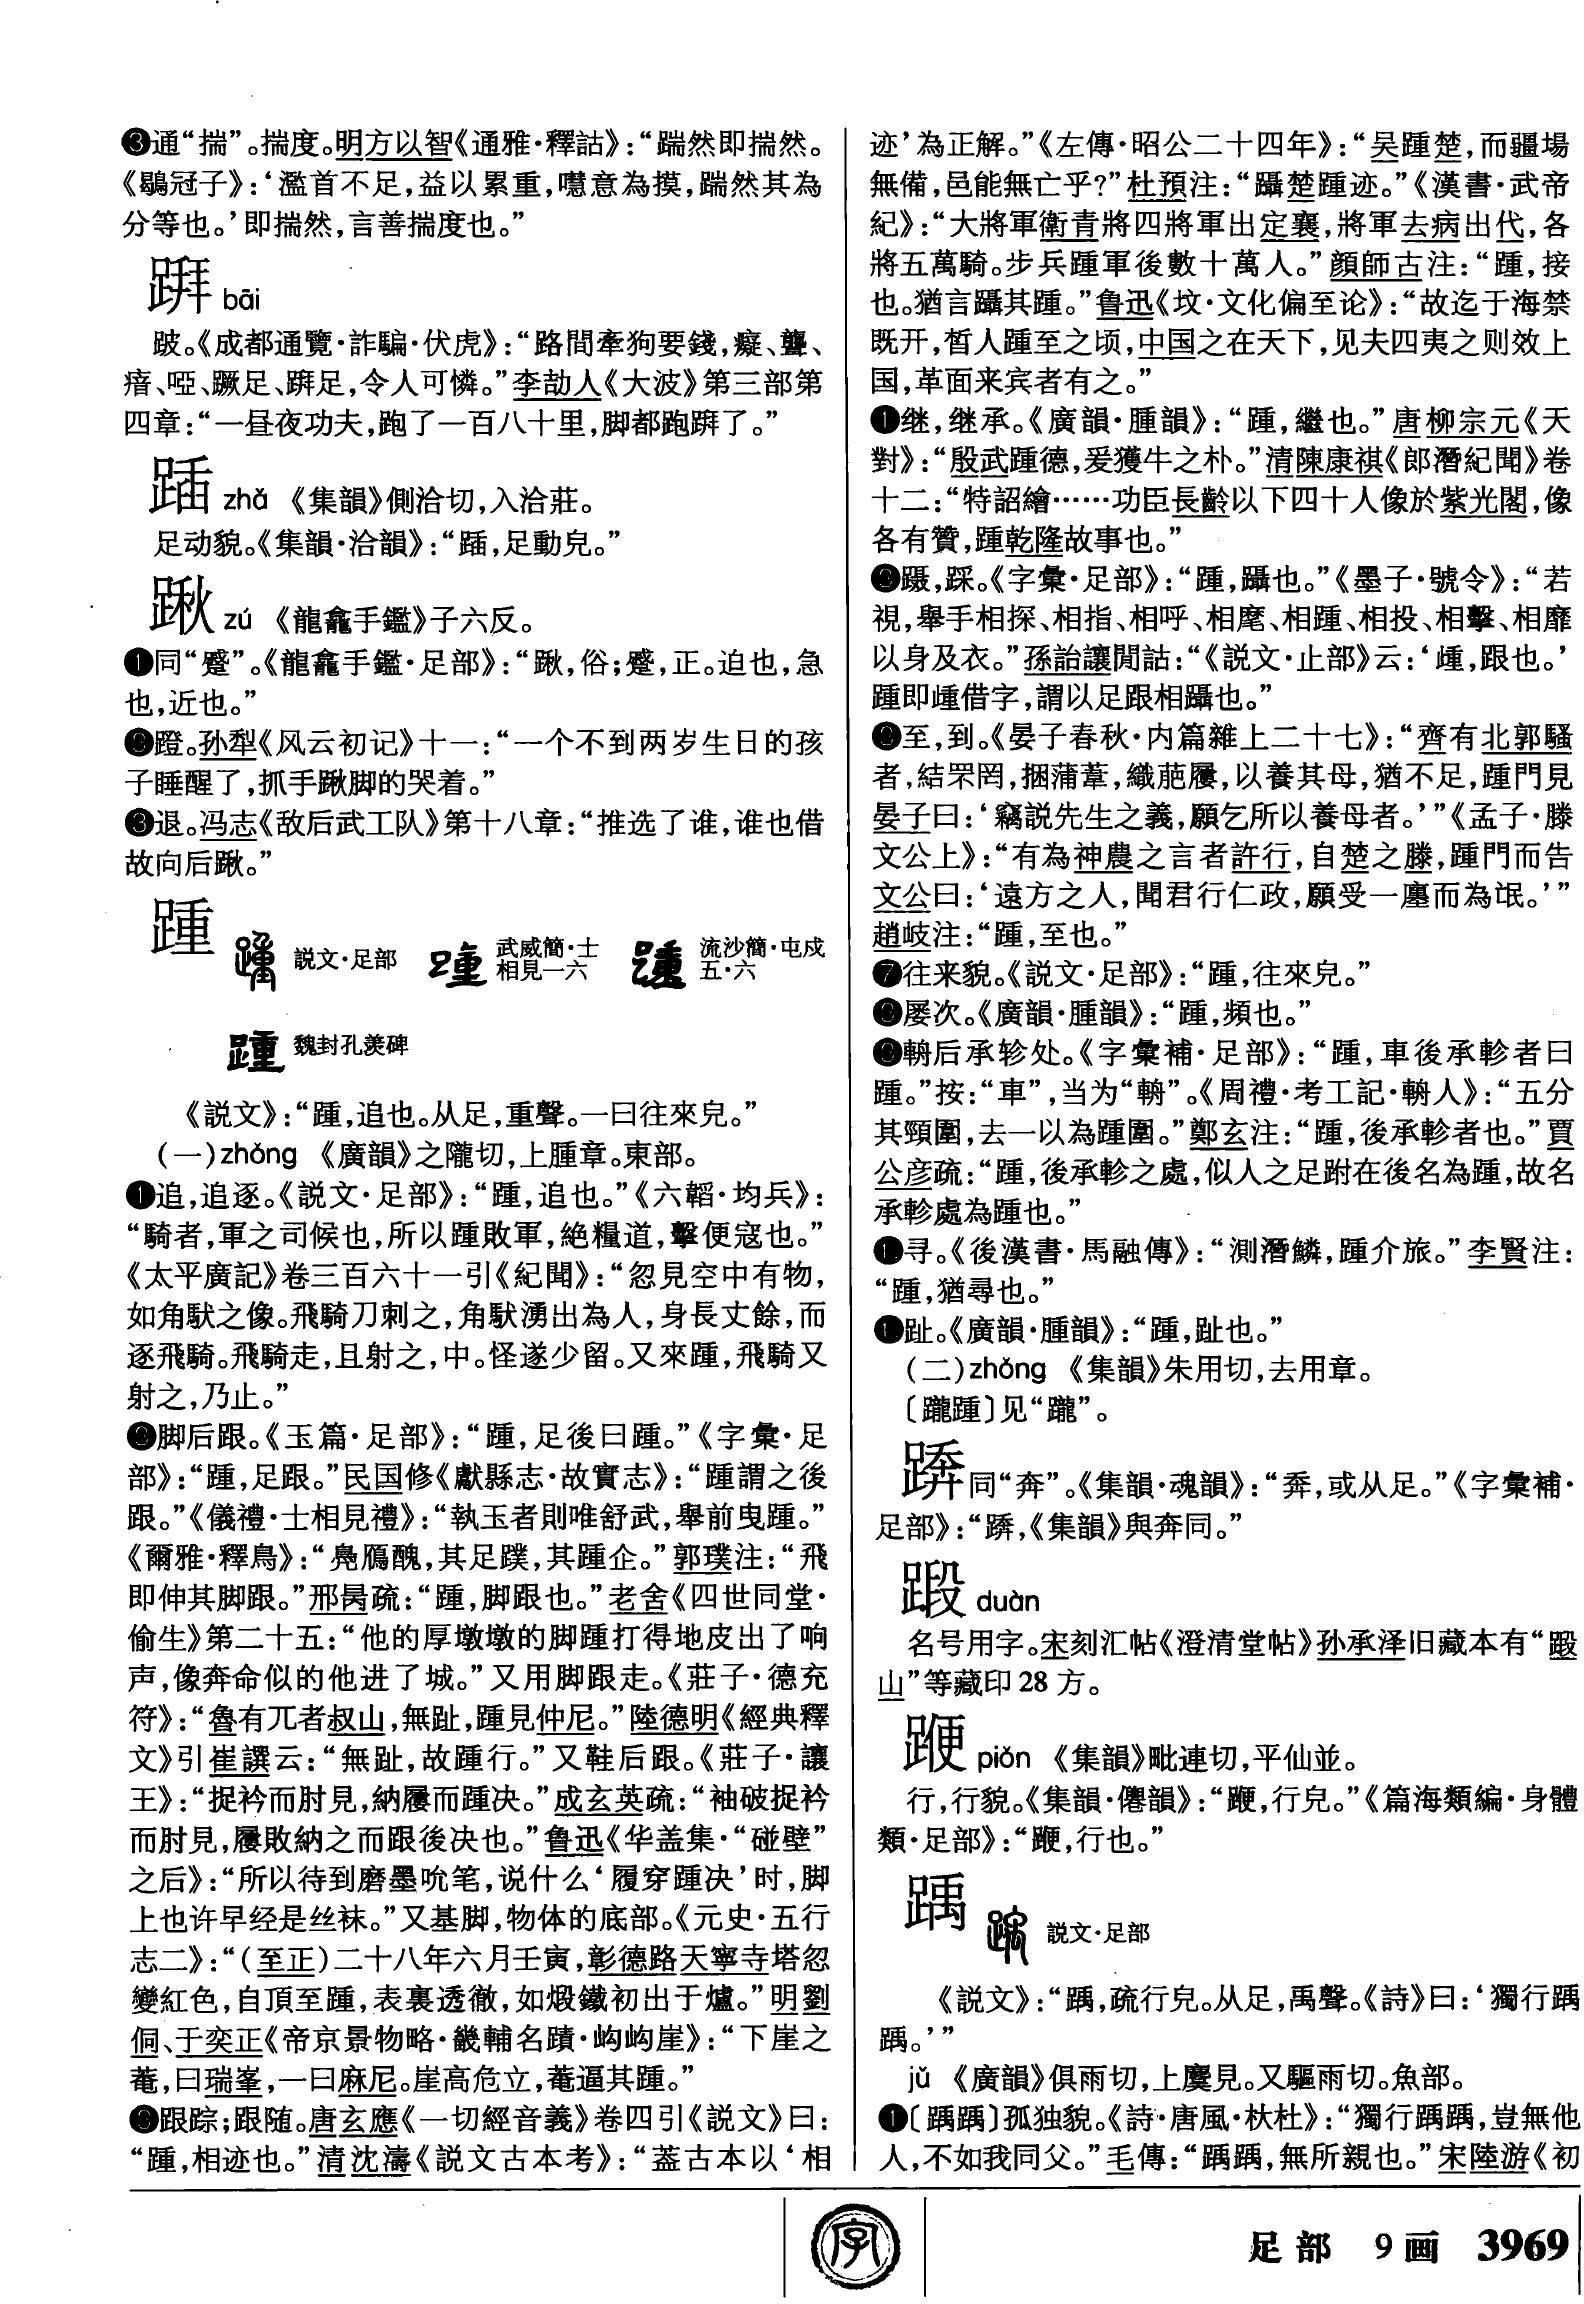 ❸通“揣”。揣度。明方以智《通雅·釋詁》：“踹然即揣然。
《鶡冠子》：‘濫首不足，益以累重，嚖意為摸，踹然其為
分等也。’即揣然，言善揣度也。”
跰 bāi
跛。《成都通覽·詐騙·伏虎》：“路間牽狗要錢，癡、聾、
瘖、啞、蹶足、跰足，令人可憐。”李劼人《大波》第三部第
四章：“一昼夜功夫，跑了一百八十里，脚都跑跰了。”
zhǎ 《集韻》側洽切，入洽莊。
足动貌。《集韻·洽韻》：“，足動皃。”
踿 zú 《龍龕手鑑》子六反。
❶同“蹙”。《龍龕手鑑·足部》：“踿，俗；蹙，正。迫也，急
也，近也。”
❷蹬。孙犁《风云初记》十一：“一个不到两岁生日的孩
子睡醒了，抓手踿脚的哭着。”
❸退。冯志《敌后武工队》第十八章：“推选了谁，谁也借
故向后踿。”
踵 説文·足部 武威簡·士相見一六 流沙簡·屯戍五·六
魏封孔羨碑
《説文》：“踵，追也。从足，重聲。一曰往來皃。”
（一）zhǒng 《廣韻》之隴切，上腫章。東部。
❶追，追逐。《説文·足部》：“踵，追也。”《六韜·均兵》：
“騎者，軍之司候也，所以踵敗軍，絶糧道，擊便寇也。”
《太平廣記》卷三百六十一引《紀聞》：“忽見空中有物，
如角馱之像。飛騎刀刺之，角馱湧出為人，身長丈餘，而
逐飛騎。飛騎走，且射之，中。怪遂少留。又來踵，飛騎又
射之，乃止。”
❷脚后跟。《玉篇·足部》：“踵，足後曰踵。”《字彙·足
部》：“踵，足跟。”民国修《獻縣志·故實志》：“踵謂之後
跟。”《儀禮·士相見禮》：“執玉者則唯舒武，舉前曳踵。”
《爾雅·釋鳥》：“鳧鴈醜，其足蹼，其踵企。”郭璞注：“飛
即伸其脚跟。”邢昺疏：“踵，脚跟也。”老舍《四世同堂·
偷生》第二十五：“他的厚墩墩的脚踵打得地皮出了响
声，像奔命似的他进了城。”又用脚跟走。《莊子·德充
符》：“魯有兀者叔山，無趾，踵見仲尼。”陸德明《經典釋
文》引崔譔云：“無趾，故踵行。”又鞋后跟。《莊子·讓
王》：“捉衿而肘見，納屨而踵决。”成玄英疏：“袖破捉衿
而肘見，屨敗納之而跟後决也。”鲁迅《华盖集·“碰壁”
之后》：“所以待到磨墨吮笔，说什么‘履穿踵决’时，脚
上也许早经是丝袜。”又基脚，物体的底部。《元史·五行
志二》：“（至正）二十八年六月壬寅，彰德路天寧寺塔忽
變紅色，自頂至踵，表裏透徹，如煅鐵初出于爐。”明劉
侗、于奕正《帝京景物略·畿輔名蹟·岣岣崖》：“下崖之
菴，曰瑞峯，一曰麻尼。崖高危立，菴逼其踵。”
❸跟踪；跟随。唐玄應《一切經音義》卷四引《説文》曰：
“踵，相迹也。”清沈濤《説文古本考》：“葢古本以‘相
迹’為正解。”《左傳·昭公二十四年》：“吴踵楚，而疆埸
無備，邑能無亡乎？”杜預注：“躡楚踵迹。”《漢書·武帝
紀》：“大將軍衛青將四將軍出定襄，將軍去病出代，各
將五萬騎。步兵踵軍後數十萬人。”顔師古注：“踵，接
也。猶言躡其踵。”鲁迅《坟·文化偏至论》：“故迄于海禁
既开，晳人踵至之顷，中国之在天下，见夫四夷之则效上
国，革面来宾者有之。”
❹继，继承。《廣韻·腫韻》：“踵，繼也。”唐柳宗元《天
對》：“殷武踵德，爰獲牛之朴。”清陳康祺《郎潛紀聞》卷
十二：“特詔繪……功臣長齡以下四十人像於紫光閣，像
各有贊，踵乾隆故事也。”
❺蹑，踩。《字彙·足部》：“踵，躡也。”《墨子·號令》：“若
視，舉手相探、相指、相呼、相麾、相踵、相投、相擊、相靡
以身及衣。”孫詒讓閒詁：“《説文·止部》云：‘歱，跟也。’
踵即歱借字，謂以足跟相躡也。”
❻至，到。《晏子春秋·内篇雜上二十七》：“齊有北郭騷
者，結罘罔，捆蒲葦，織萉屨，以養其母，猶不足，踵門見
晏子曰：‘竊説先生之義，願乞所以養母者。’”《孟子·滕
文公上》：“有為神農之言者許行，自楚之滕，踵門而告
文公曰：‘遠方之人，聞君行仁政，願受一廛而為氓。’”
趙岐注：“踵，至也。”
❼往来貌。《説文·足部》：“踵，往來皃。”
❽屡次。《廣韻·腫韻》：“踵，頻也。”
❾輈后承轸处。《字彙補·足部》：“踵，車後承軫者曰
踵。”按：“車”，当为“輈”。《周禮·考工記·輈人》：“五分
其頸圍，去一以為踵圍。”鄭玄注：“踵，後承軫者也。”賈
公彦疏：“踵，後承軫之處，似人之足跗在後名為踵，故名
承軫處為踵也。”
❿寻。《後漢書·馬融傳》：“測潛鱗，踵介旅。”李賢注：
“踵，猶尋也。”
⓫趾。《廣韻·腫韻》：“踵，趾也。”
（二）zhǒng 《集韻》朱用切，去用章。
〔躘踵〕见“躘”。
同“奔”。《集韻·魂韻》：“㚏，或从足。”《字彙補·
足部》：“，《集韻》與奔同。”
踙 duàn
名号用字。宋刻汇帖《澄清堂帖》孙承泽旧藏本有“
山”等藏印28方。
pián 《集韻》毗連切，平仙並。
行，行貌。《集韻·僊韻》：“，行皃。”《篇海類編·身體
類·足部》：“，行也。”
踽 説文·足部
《説文》：“踽，疏行皃。从足，禹聲。《詩》曰：‘獨行踽
踽。’”
jǔ 《廣韻》俱雨切，上麌見。又驅雨切。魚部。
❶〔踽踽〕孤独貌。《詩·唐風·杕杜》：“獨行踽踽，豈無他
人，不如我同父。”毛傳：“踽踽，無所親也。”宋陸游《初
字
足部 9画 3969